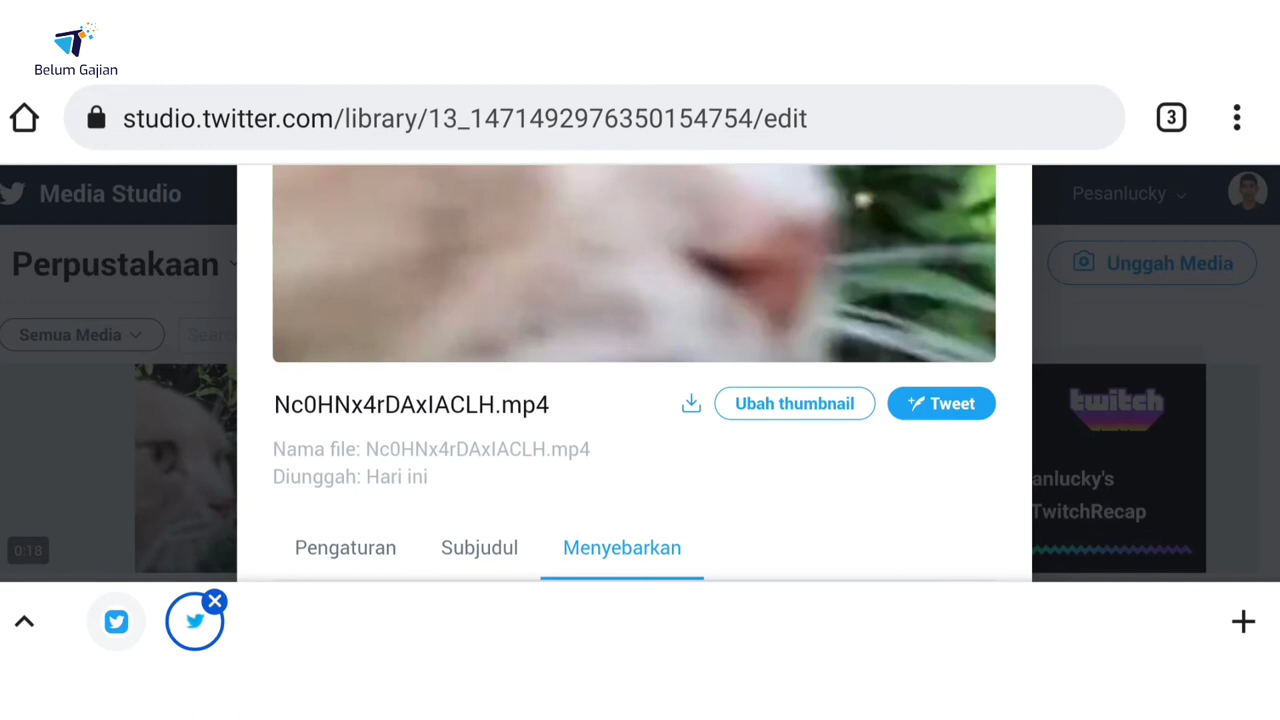 Belum Gajian
studio.twitter.com/library/13_1471492976350154754/edit
3
Media Studio
Pesanlucky
Perpustakaan
Unggah Media
Semua Media
Sear
twitch
anlucky's
TwitchRecap
0:18
Nc0HNx4rDAxIACLH.mp4
Ubah thumbnail
Tweet
Nama file: Nc0HNx4rDAxIACLH.mp4
Diunggah: Hari ini
Pengaturan
Subjudul
Menyebarkan